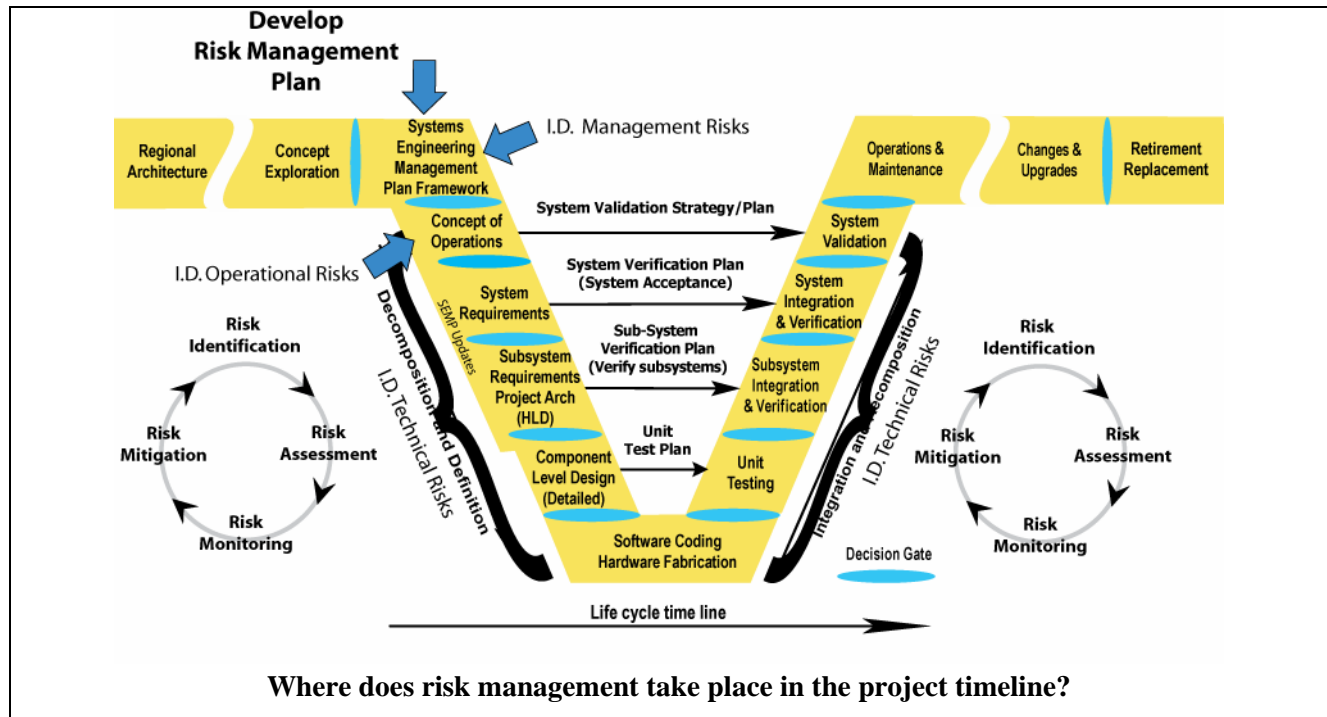 Develop
Risk Management
Plan
I.D. Management Risks
Regional
Architecture
Concept
Exploration
Systems
Engineering
Management
Plan Framework
Operations &
Maintenance
Changes &
Upgrades
Retirement
Replacement
Concept of
Operations
System Validation Strategy/Plan
System
Validation
I.D. Operational Risks
System Verification Plan
(System Acceptance)
System
Requirements
System
Integration
& Verification
SEMP Updates
Sub-System
Verification Plan
(Verify subsystems)
Subsystem
Requirements
Project Arch
(HLD)
Subsystem
Integration
& Verification
Decomposition and Definition
I.D. Technical Risks
Integration and Recomposition
I.D. Technical Risks
Risk
Identification
Risk
Assessment
Risk
Monitoring
Risk
Mitigation
Unit
Test Plan
Component
Level Design
(Detailed)
Unit
Testing
Software Coding
Hardware Fabrication
Decision Gate
Risk
Identification
Risk
Assessment
Risk
Monitoring
Risk
Mitigation
Life cycle time line
Where does risk management take place in the project timeline?